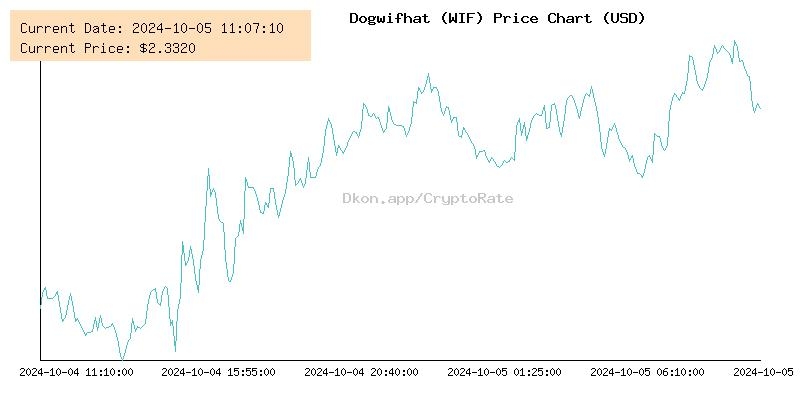 Dogwifhat (WIF) Price Chart (USD)
Current Date: 2024-10-05 11:07:10
Current Price: $2.3320
Dkon.app/CryptoRate
2024-10-04 11:10:00 2024-10-04 15:55:00 2024-10-04 20:40:00 2024-10-05 01:25:00 2024-10-05 06:10:00 2024-10-05